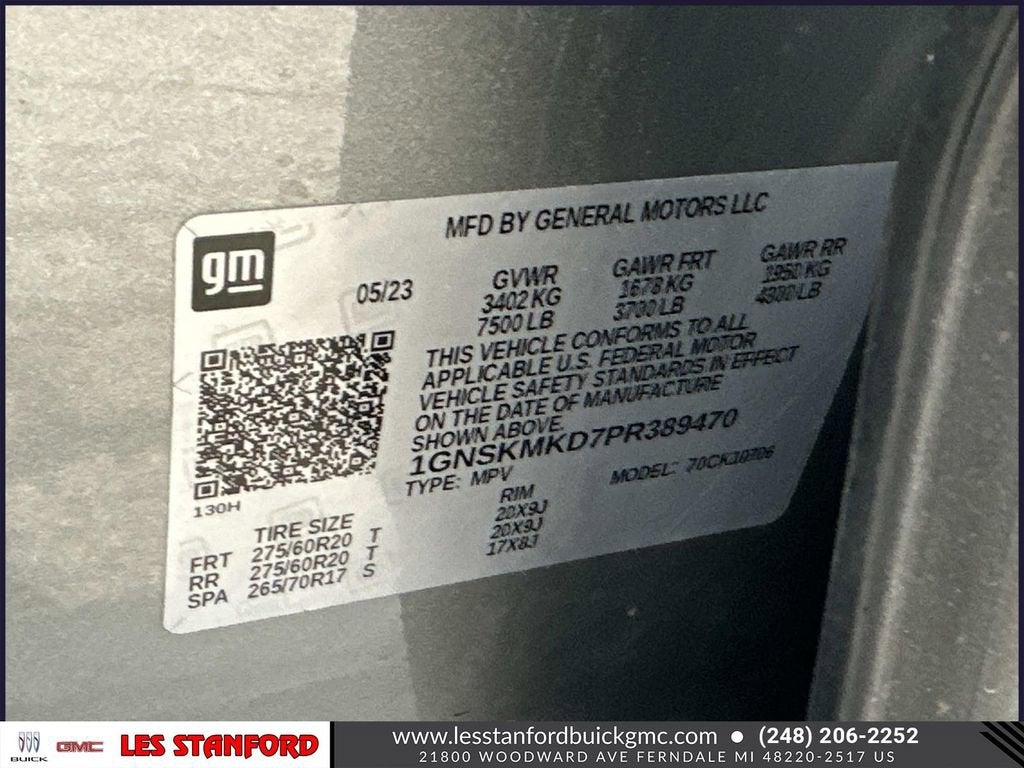 MFD BY GENERAL MOTORS LLC
gm
05/23
GVWR
3402 KG
7500 LB
GAWR FRT
1678 KG
3700 LB
GAWR RR
1950 KG
4300 LB
THIS VEHICLE CONFORMS TO ALL
APPLICABLE U.S. FEDERAL MOTOR
VEHICLE SAFETY STANDARDS IN EFFECT
ON THE DATE OF MANUFACTURE
SHOWN ABOVE.
1GNSKMKD7PR389470
TYPE: MPV
MODEL:
130H
TIRE SIZE
RIM
FRT 275/60R20 T 20X9J
RR 275/60R20 T 20X9J
SPA 265/70R17 S 17X8J
BUICK
GMC
LES STANFORD
www.lesstanfordbuickgmc.com • (248) 206-2252
21800 WOODWARD AVE FERNDALE MI 48220-2517 US